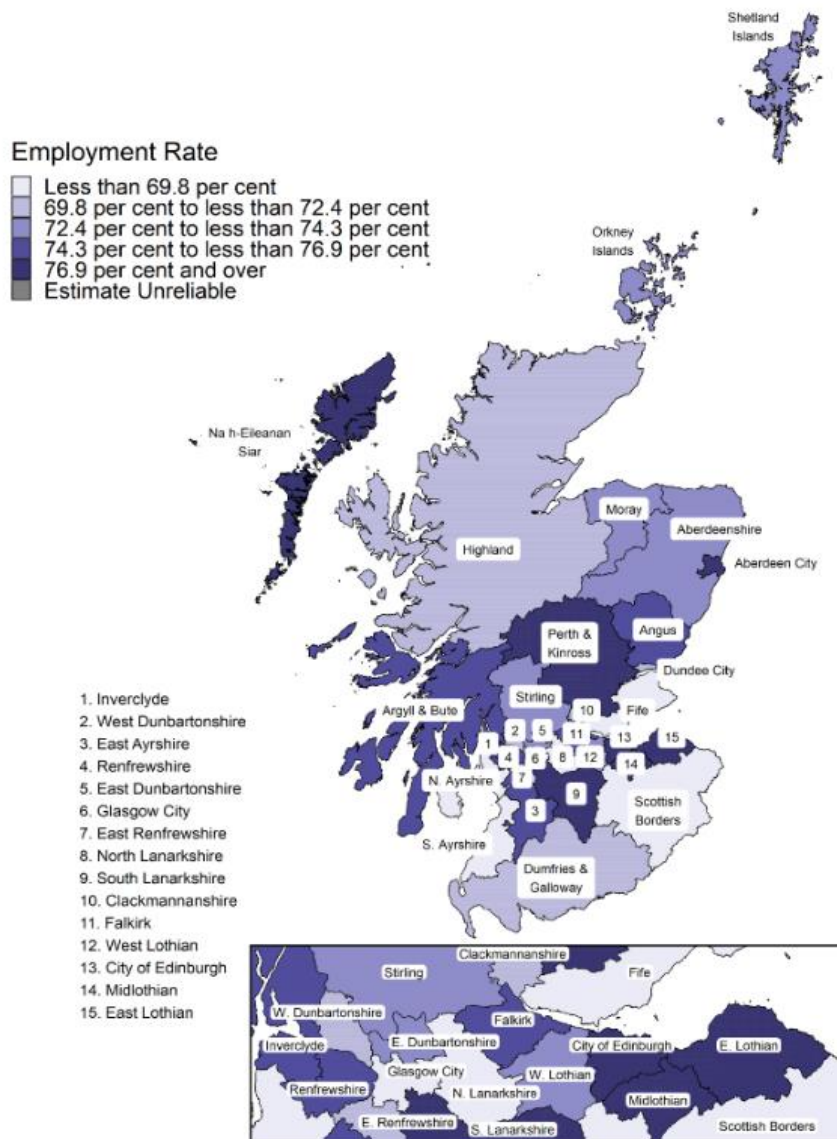 Shetland
Islands
Employment Rate
Less than 69.8 per cent
69.8 per cent to less than 72.4 per cent
72.4 per cent to less than 74.3 per cent
74.3 per cent to less than 76.9 per cent
76.9 per cent and over
Estimate Unreliable
Orkney
Islands
Na h-Eileanan
Siar
Moray
Aberdeenshire
Highland
Aberdeen City
Perth &
Kinross
Angus
Dundee City
Stirling
Argyll & Bute
10
Fife
2
5
11
13
15
1
4
6
8
12
14
7
N. Ayrshire
9
3
Scottish
Borders
S. Ayrshire
Dumfries &
Galloway
1. Inverclyde
2. West Dunbartonshire
3. East Ayrshire
4. Renfrewshire
5. East Dunbartonshire
6. Glasgow City
7. East Renfrewshire
8. North Lanarkshire
9. South Lanarkshire
10. Clackmannanshire
11. Falkirk
12. West Lothian
13. City of Edinburgh
14. Midlothian
15. East Lothian
Clackmannanshire
Stirling
Fife
W. Dunbartonshire
Falkirk
Inverclyde
E. Dunbartonshire
City of Edinburgh
E. Lothian
Glasgow City
W. Lothian
Renfrewshire
N. Lanarkshire
Midlothian
E. Renfrewshire
S. Lanarkshire
Scottish Borders